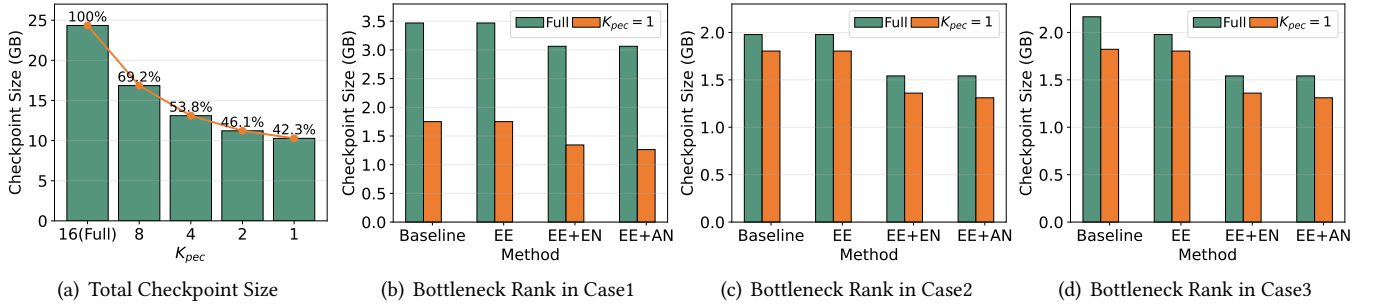 Checkpoint Size (GB)
25
20
15
10
5
0
100%
69.2%
53.8%
46.1%
42.3%
16(Full) 8 4 2 1
K_pec
(a) Total Checkpoint Size
Checkpoint Size (GB)
3.5
3.0
2.5
2.0
1.5
1.0
0.5
0.0
Full K_pec = 1
Baseline EE EE+EN EE+AN
Method
(b) Bottleneck Rank in Case1
Checkpoint Size (GB)
2.0
1.5
1.0
0.5
0.0
Full K_pec = 1
Baseline EE EE+EN EE+AN
Method
(c) Bottleneck Rank in Case2
Checkpoint Size (GB)
2.0
1.5
1.0
0.5
0.0
Full K_pec = 1
Baseline EE EE+EN EE+AN
Method
(d) Bottleneck Rank in Case3